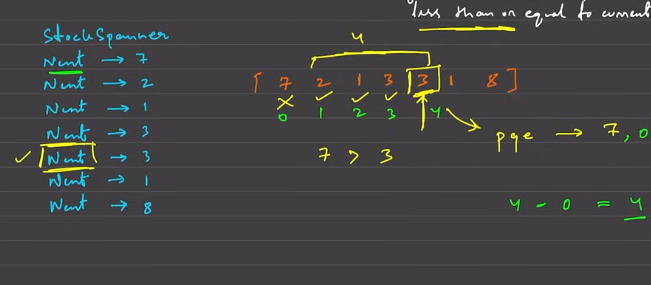 less than or equal to current
StockSpanner
Next → 7
Next → 2
Next → 1
Next → 3
✓ Next → 3
Next → 1
Next → 8
4
[ 7 2 1 3 3 1 8 ]
× ✓ ✓ ✓
0 1 2 3 4
pge → 7, 0
7 > 3
4 - 0 = 4